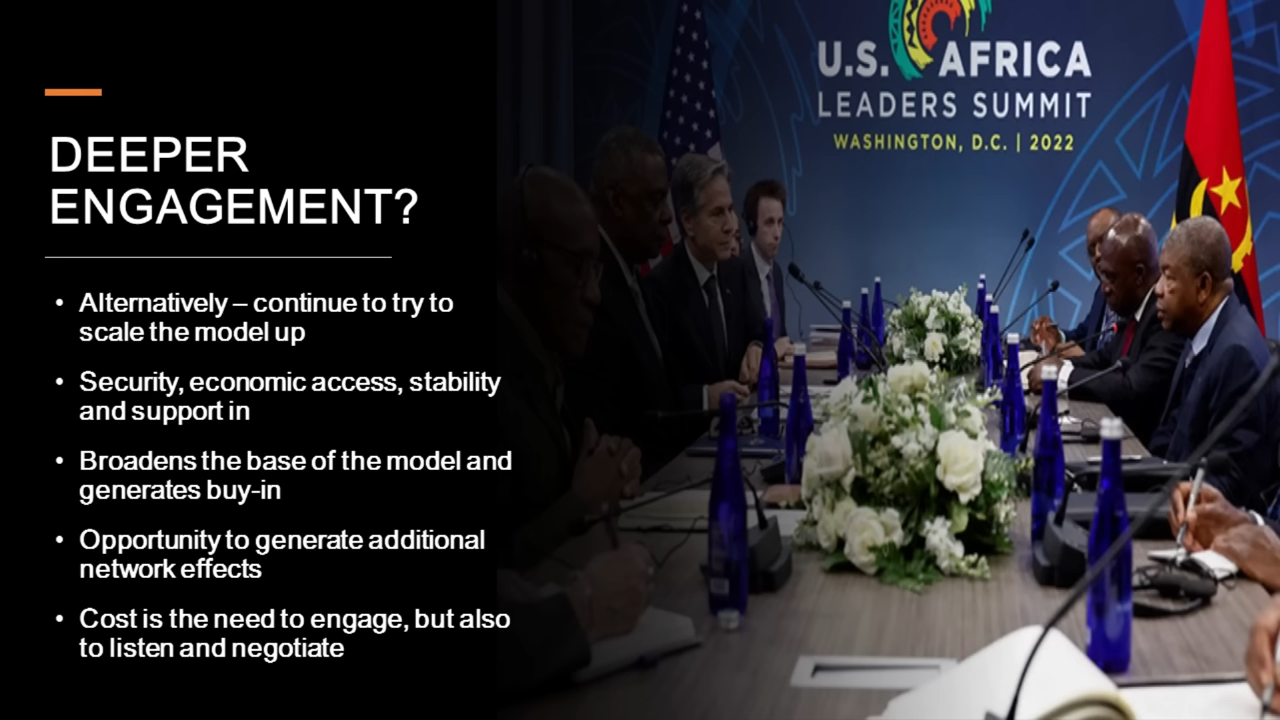 DEEPER
ENGAGEMENT?
• Alternatively – continue to try to
scale the model up
• Security, economic access, stability
and support in
• Broadens the base of the model and
generates buy-in
• Opportunity to generate additional
network effects
• Cost is the need to engage, but also
to listen and negotiate
U.S. AFRICA
LEADERS SUMMIT
WASHINGTON, D.C. | 2022